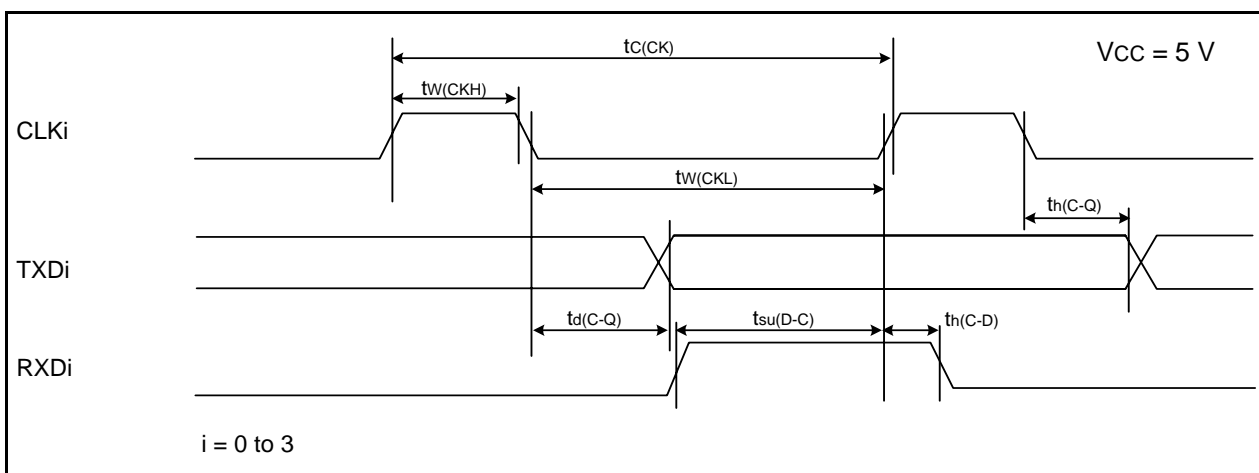 tC(CK)
VCC = 5 V
tW(CKH)
CLKi
tW(CKL)
th(C-Q)
TXDi
td(C-Q)
tsu(D-C)
th(C-D)
RXDi
i = 0 to 3